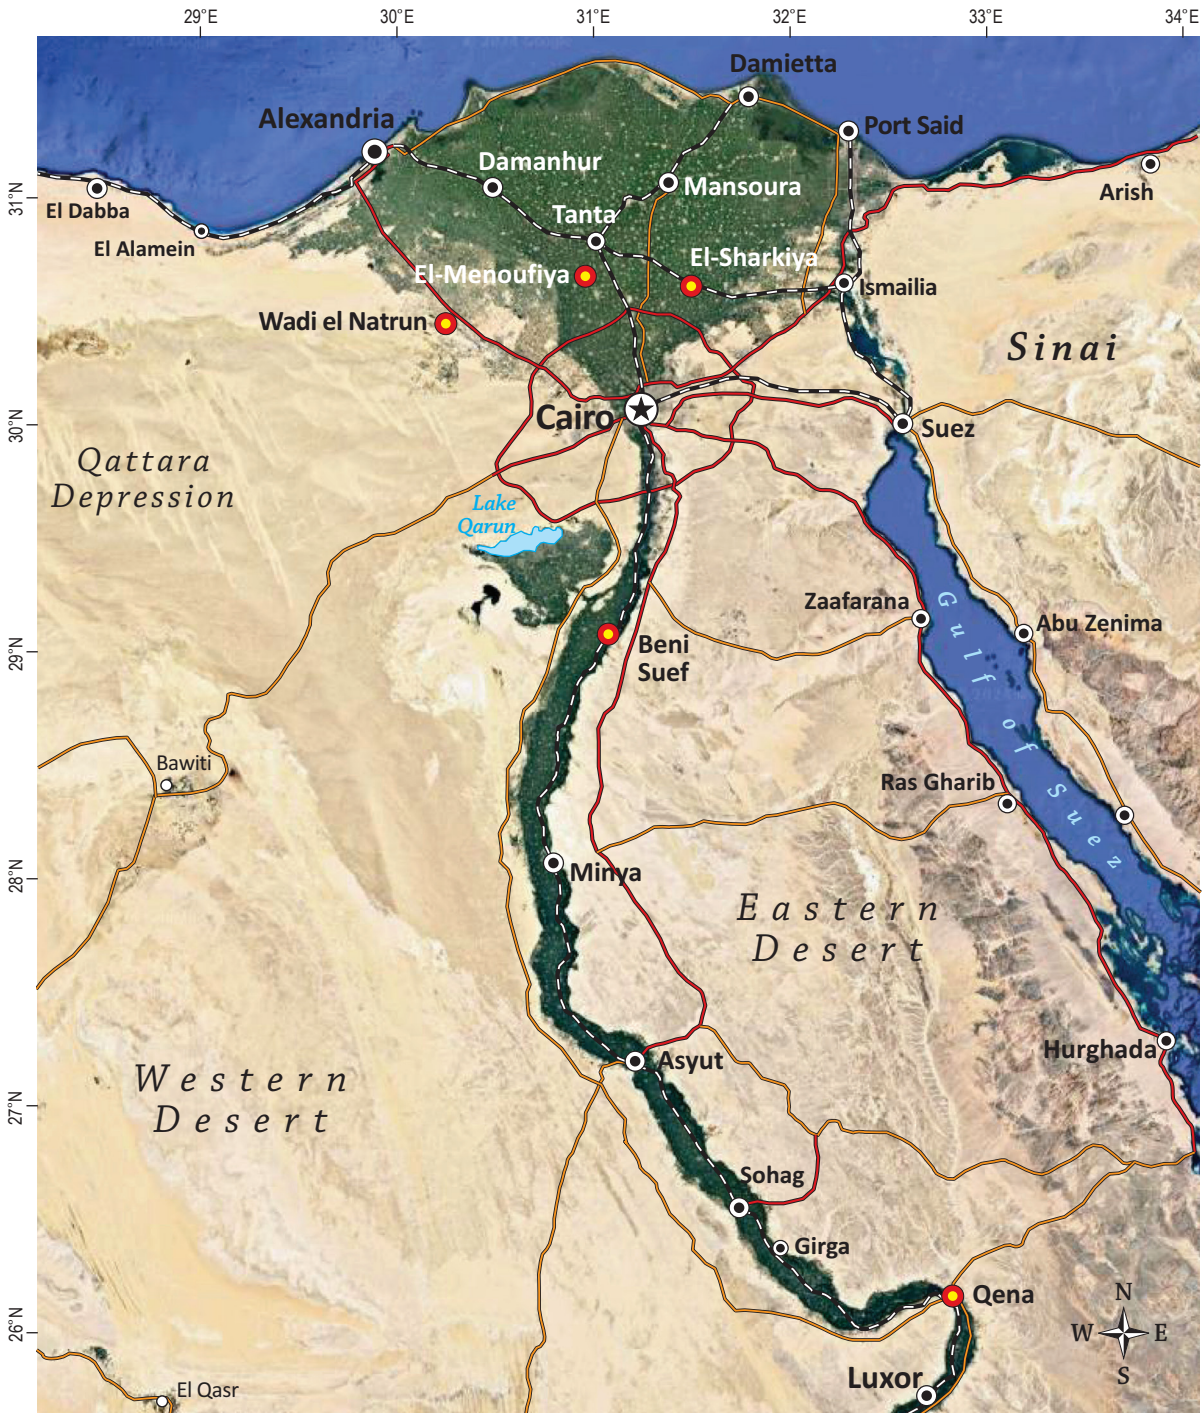 29°E
30°E
31°E
32°E
33°E
34°E
31°N
30°N
29°N
28°N
27°N
26°N
Damietta
Alexandria
Port Said
Damanhur
Mansoura
Arish
El Dabba
Tanta
El Alamein
El-Sharkiya
El-Menoufiya
Ismailia
Wadi el Natrun
Sinai
Cairo
Suez
Qattara
Depression
Lake
Qarun
Zaafarana
Gulf of Suez
Abu Zenima
Beni
Suef
Bawiti
Ras Gharib
Minya
Eastern
Desert
Hurghada
Asyut
Western
Desert
Sohag
Girga
Qena
N
W
E
S
Luxor
El Qasr